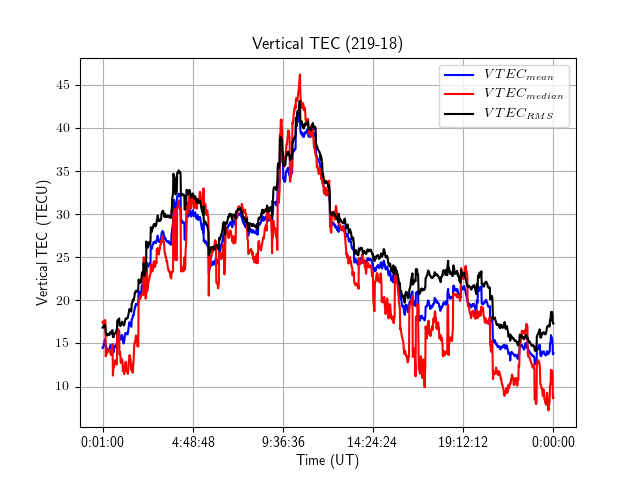 Vertical TEC (219-18)
VTEC_mean
VTEC_median
VTEC_RMS
45
40
35
30
25
20
15
10
Vertical TEC (TECU)
0:01:00 4:48:48 9:36:36 14:24:24 19:12:12 0:00:00
Time (UT)